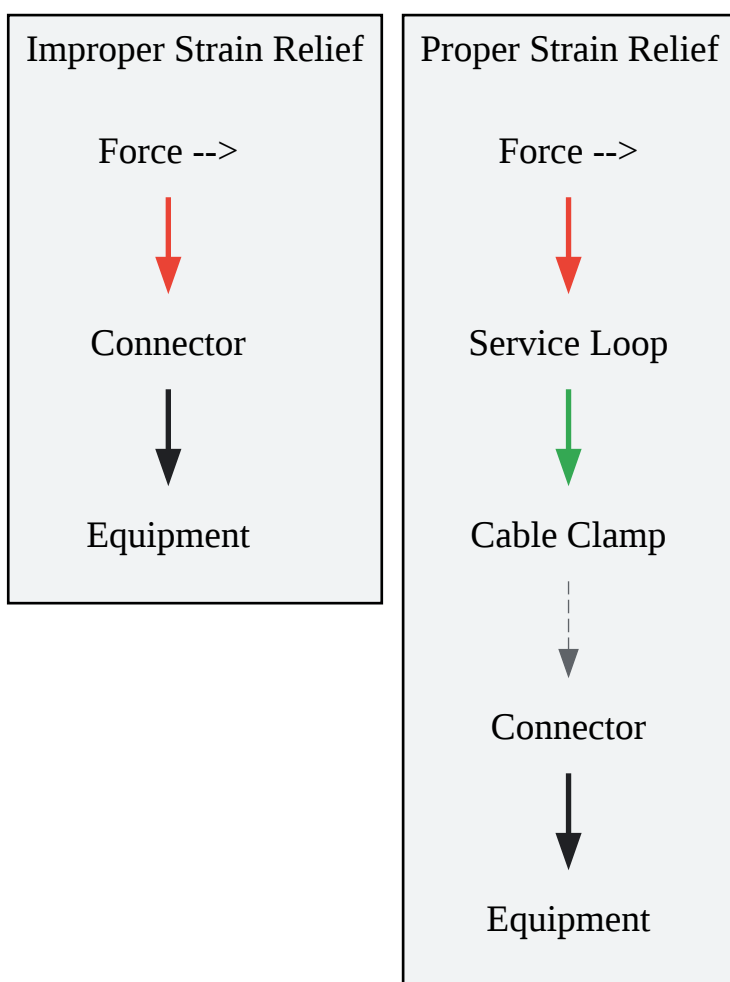 Improper Strain Relief
Force -->
Connector
Equipment
Proper Strain Relief
Force -->
Service Loop
Cable Clamp
Connector
Equipment